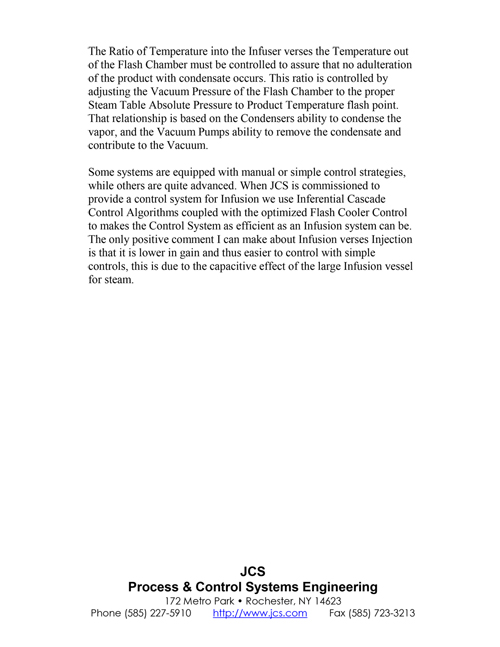 The Ratio of Temperature into the Infuser verses the Temperature out
of the Flash Chamber must be controlled to assure that no adulteration
of the product with condensate occurs. This ratio is controlled by
adjusting the Vacuum Pressure of the Flash Chamber to the proper
Steam Table Absolute Pressure to Product Temperature flash point.
That relationship is based on the Condensers ability to condense the
vapor, and the Vacuum Pumps ability to remove the condensate and
contribute to the Vacuum.
Some systems are equipped with manual or simple control strategies,
while others are quite advanced. When JCS is commissioned to
provide a control system for Infusion we use Inferential Cascade
Control Algorithms coupled with the optimized Flash Cooler Control
to makes the Control System as efficient as an Infusion system can be.
The only positive comment I can make about Infusion verses Injection
is that it is lower in gain and thus easier to control with simple
controls, this is due to the capacitive effect of the large Infusion vessel
for steam.
JCS
Process & Control Systems Engineering
172 Metro Park • Rochester, NY 14623
Phone (585) 227-5910 http://www.jcs.com Fax (585) 723-3213